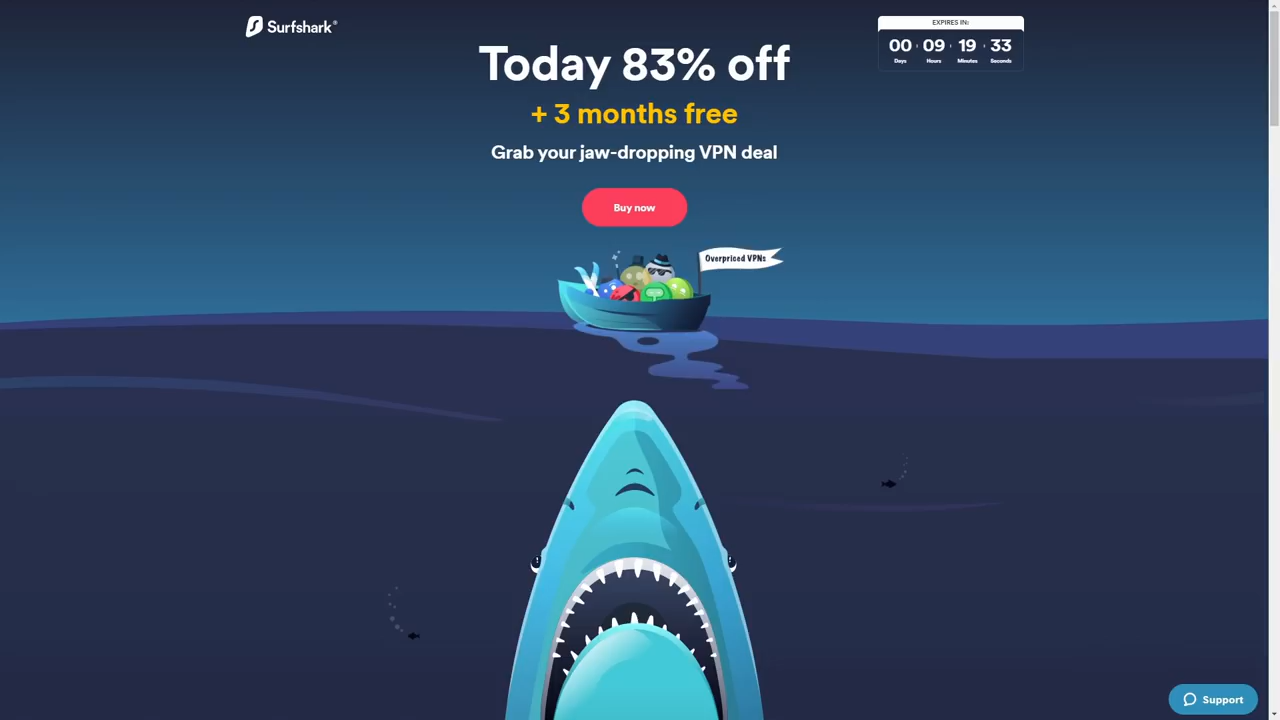 Surfshark®
EXPIRES IN:
00 09 19 33
Days Hours Minutes Seconds
Today 83% off
+ 3 months free
Grab your jaw-dropping VPN deal
Buy now
Overpriced VPNs
Support